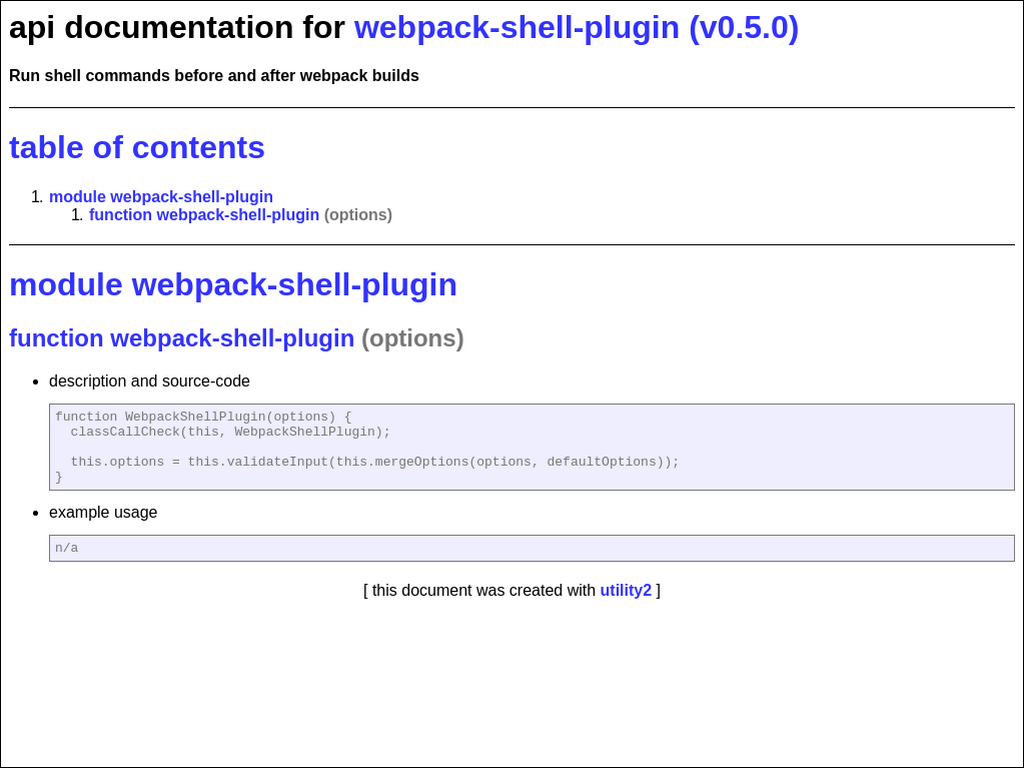 api documentation for webpack-shell-plugin (v0.5.0)
Run shell commands before and after webpack builds
table of contents
1. module webpack-shell-plugin
1. function webpack-shell-plugin (options)
module webpack-shell-plugin
function webpack-shell-plugin (options)
• description and source-code
function WebpackShellPlugin(options) {
  classCallCheck(this, WebpackShellPlugin);
  this.options = this.validateInput(this.mergeOptions(options, defaultOptions));
}
• example usage
n/a
[ this document was created with utility2 ]